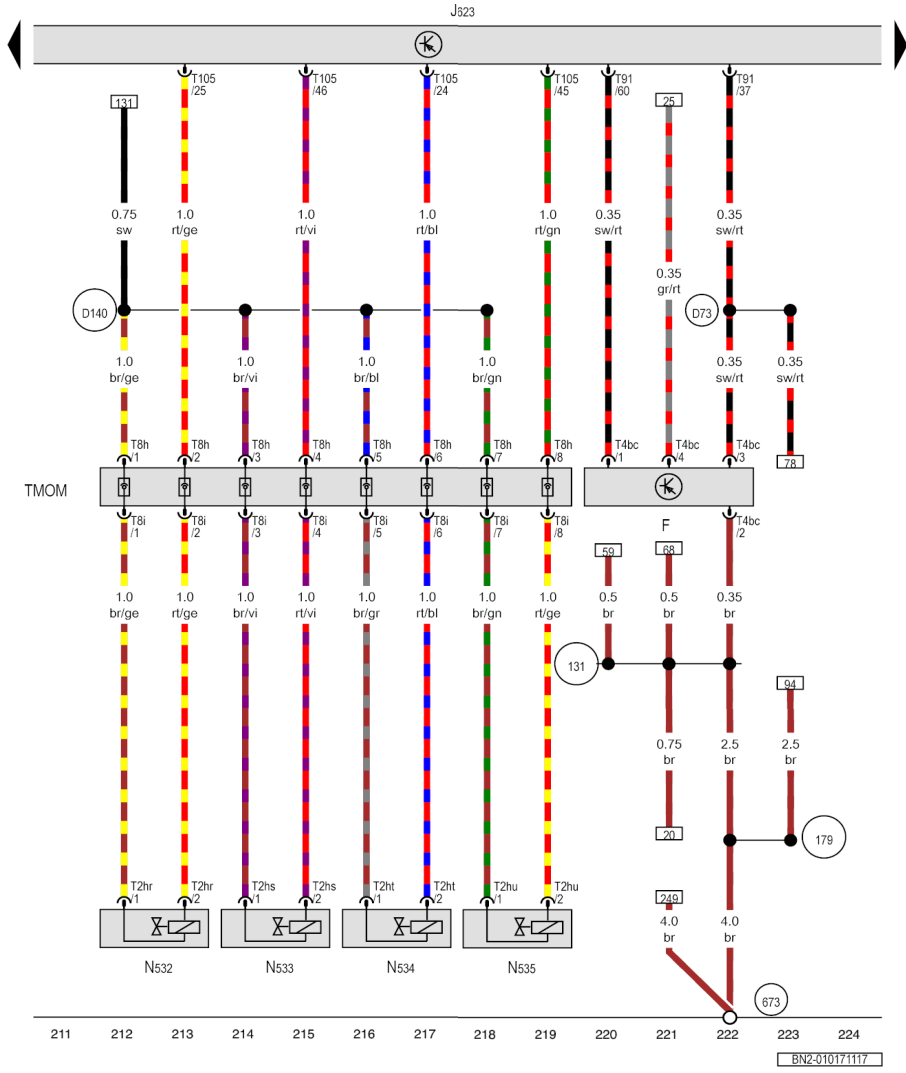 J623
T105 T105 T105 T105 T91 T91
/25 /46 /24 /45 /60 /37
131 25
0.75 1.0 1.0 1.0 1.0 0.35 0.35
sw rt/ge rt/vi rt/bl rt/gn sw/rt sw/rt
0.35
gr/rt
D140 D73
1.0 1.0 1.0 1.0 0.35 0.35
br/ge br/vi br/bl br/gn sw/rt sw/rt
T8h T8h T8h T8h T8h T8h T8h T8h T4bc T4bc T4bc
/1 /2 /3 /4 /5 /6 /7 /8 /1 /4 /3
78
TMOM
T8i T8i T8i T8i T8i T8i T8i T8i F T4bc
/1 /2 /3 /4 /5 /6 /7 /8 /2
59 68
1.0 1.0 1.0 1.0 1.0 1.0 1.0 1.0 0.5 0.5 0.35
br/ge rt/ge br/vi rt/vi br/gr rt/bl br/gn rt/ge br br br
131
94
0.75 2.5 2.5
br br br
20 179
T2hr T2hr T2hs T2hs T2ht T2ht T2hu T2hu
/1 /2 /1 /2 /1 /2 /1 /2
249
4.0 4.0
br br
N532 N533 N534 N535
673
211 212 213 214 215 216 217 218 219 220 221 222 223 224
BN2-010171117